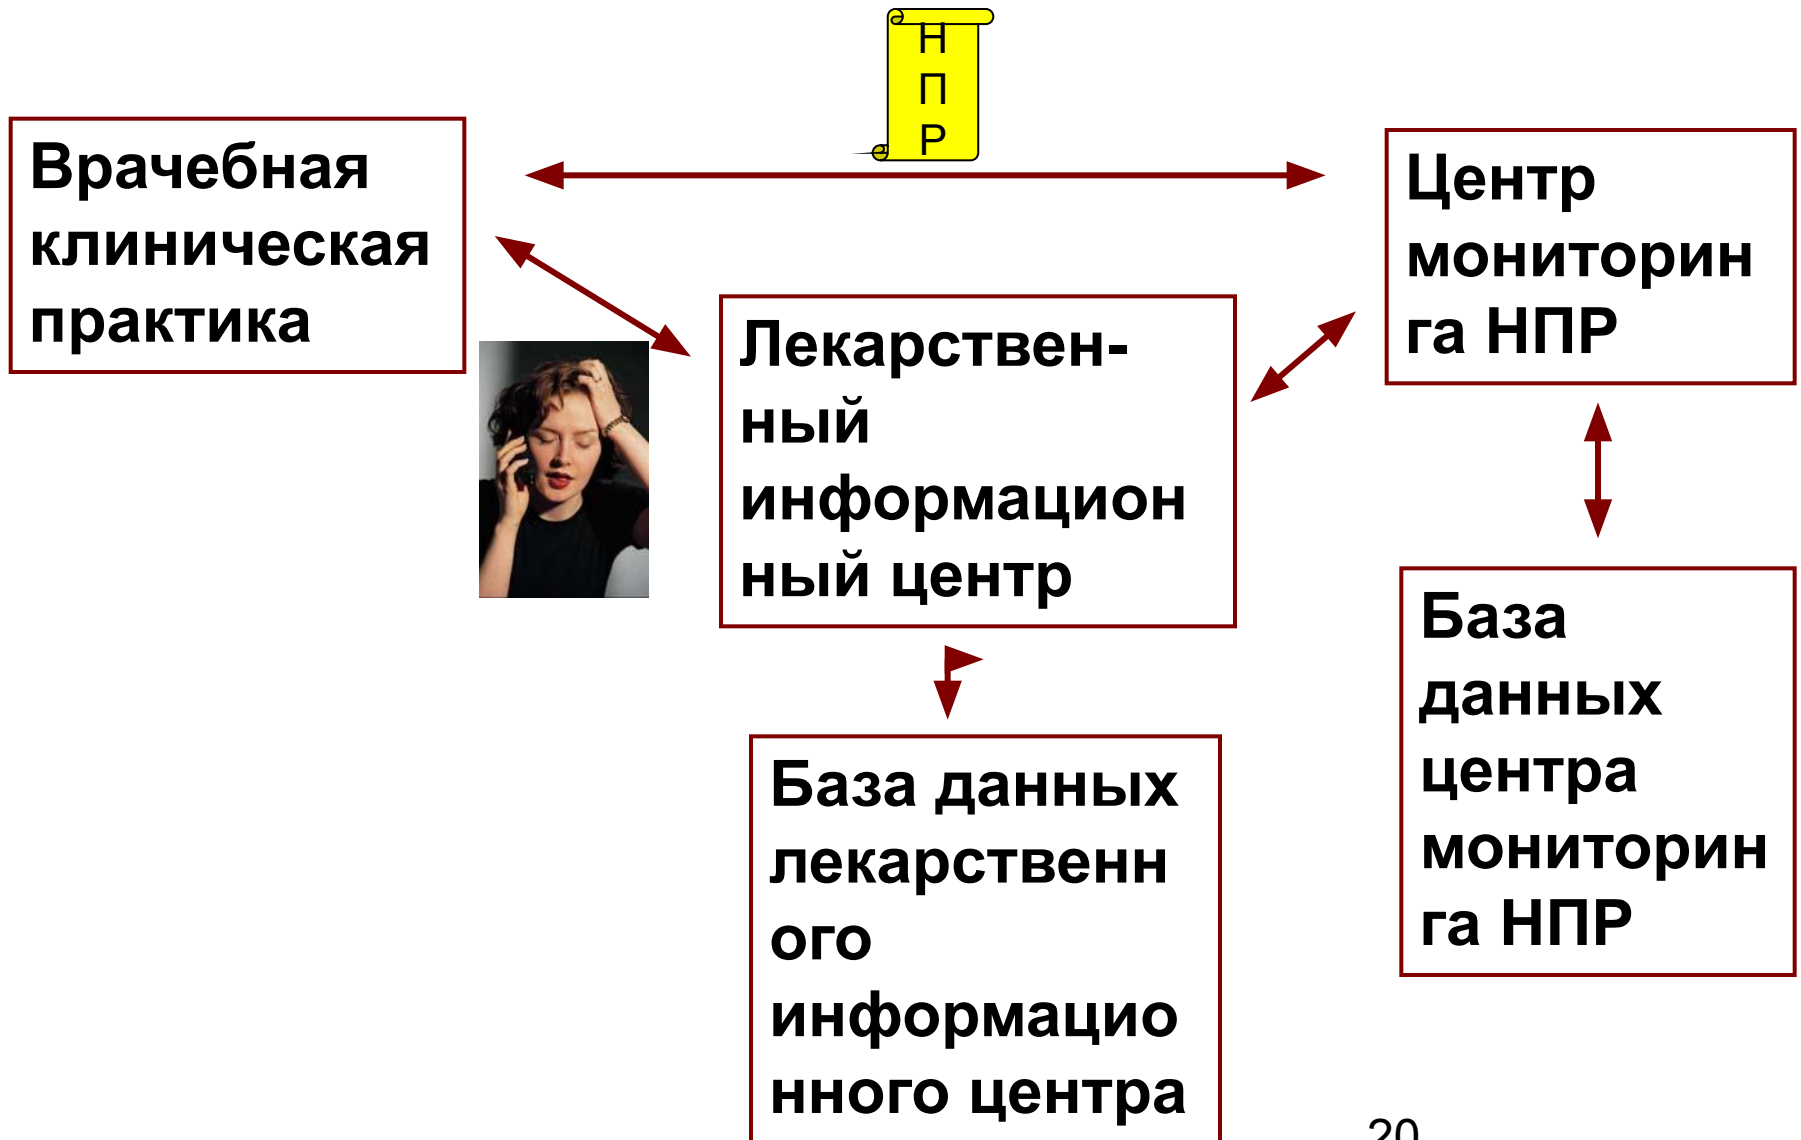 Н
П
Р
Врачебная
клиническая
практика
Центр
мониторин
га НПР
Лекарствен-
ный
информацион
ный центр
База
данных
центра
мониторин
га НПР
База данных
лекарственн
ого
информацио
нного центра
20